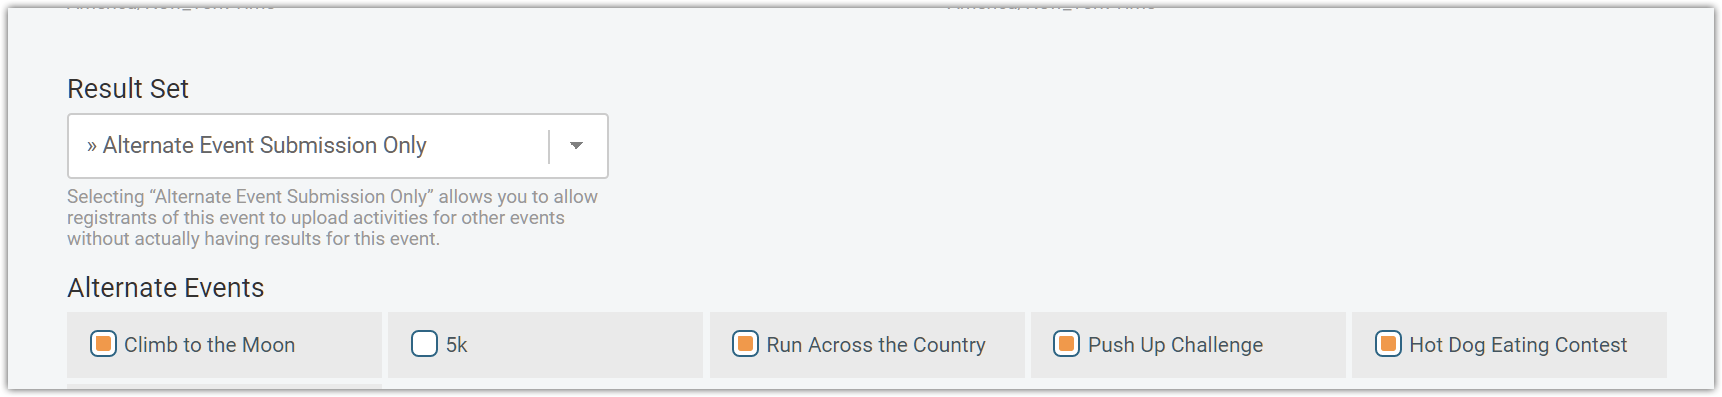 Result Set
» Alternate Event Submission Only
Selecting “Alternate Event Submission Only” allows you to allow
registrants of this event to upload activities for other events
without actually having results for this event.
Alternate Events
Climb to the Moon
5k
Run Across the Country
Push Up Challenge
Hot Dog Eating Contest